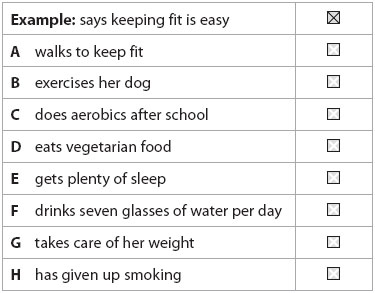 Example: says keeping fit is easy
A walks to keep fit
B exercises her dog
C does aerobics after school
D eats vegetarian food
E gets plenty of sleep
F drinks seven glasses of water per day
G takes care of her weight
H has given up smoking